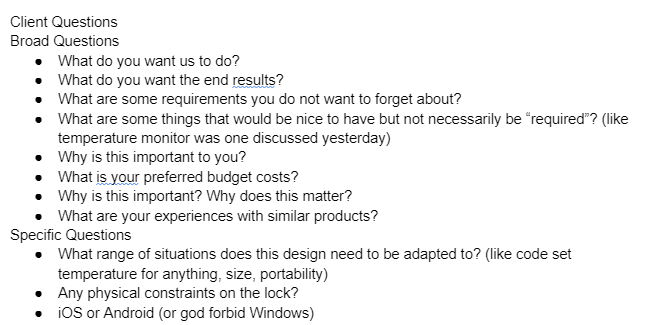 Client Questions
Broad Questions
● What do you want us to do?
● What do you want the end results?
● What are some requirements you do not want to forget about?
● What are some things that would be nice to have but not necessarily be “required”? (like
temperature monitor was one discussed yesterday)
● Why is this important to you?
● What is your preferred budget costs?
● Why is this important? Why does this matter?
● What are your experiences with similar products?
Specific Questions
● What range of situations does this design need to be adapted to? (like code set
temperature for anything, size, portability)
● Any physical constraints on the lock?
● iOS or Android (or god forbid Windows)